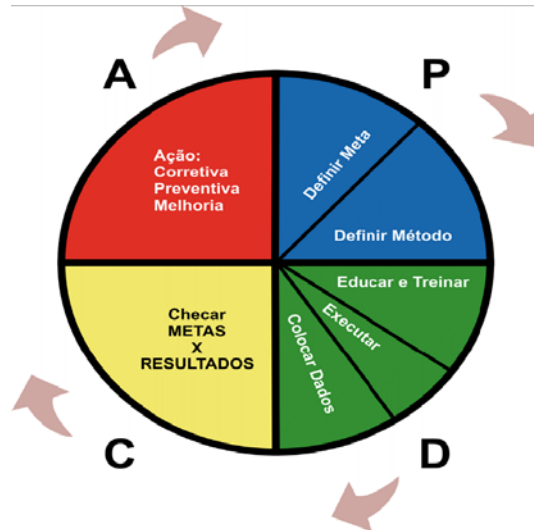 A
P
Ação:
Corretiva
Preventiva
Melhoria
Definir Meta
Definir Método
Educar e Treinar
Executar
Colocar Dados
Checar
METAS
X
RESULTADOS
C
D